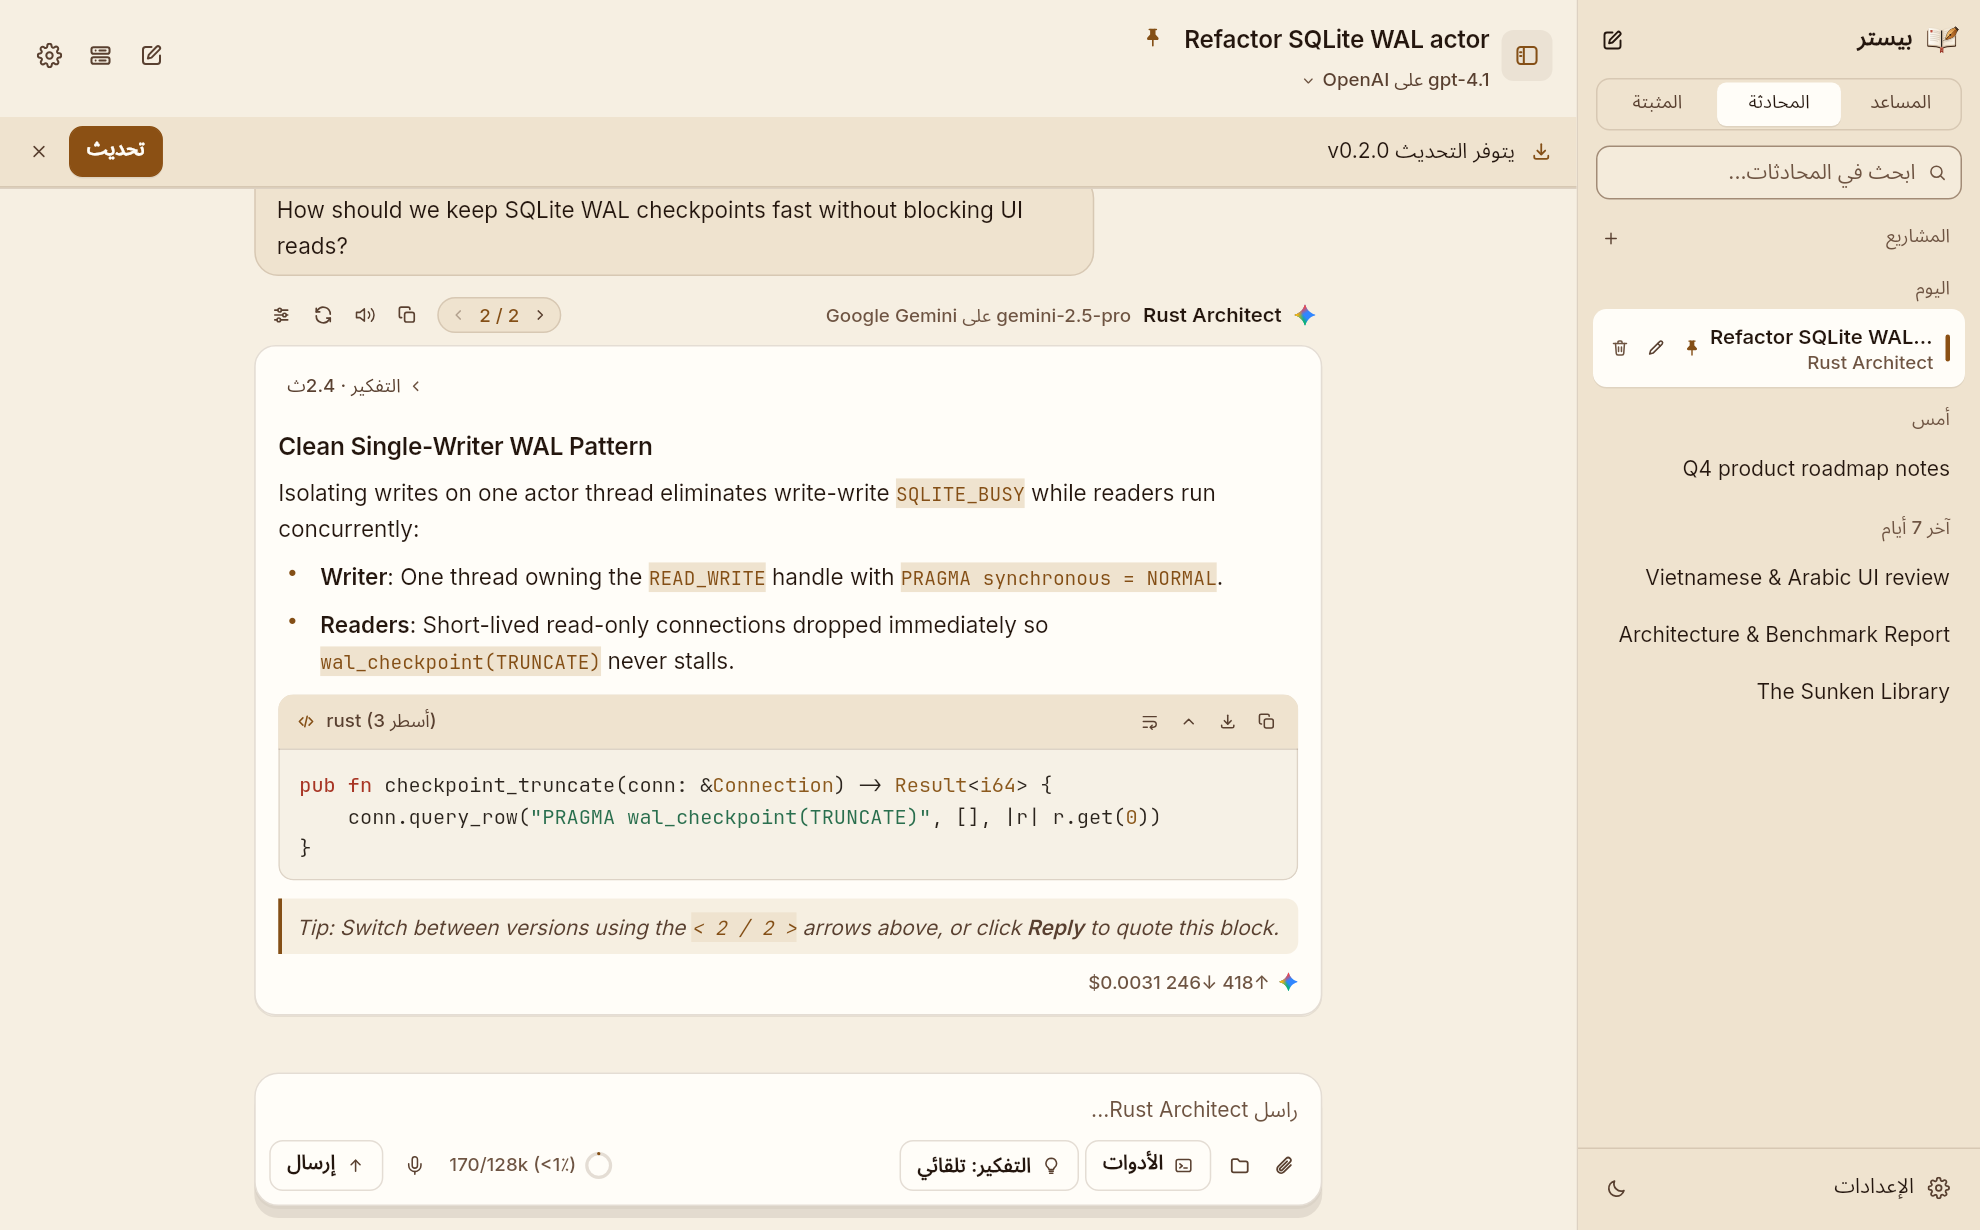 بيستر
المساعد
المحادثة
المثبتة
ابحث في المحادثات...
المشاريع
اليوم
Refactor SQLite WAL...
Rust Architect
أمس
Q4 product roadmap notes
آخر 7 أيام
Vietnamese & Arabic UI review
Architecture & Benchmark Report
The Sunken Library
الإعدادات
Refactor SQLite WAL actor
gpt-4.1 على OpenAI
يتوفر التحديث v0.2.0
تحديث
How should we keep SQLite WAL checkpoints fast without blocking UI
reads?
Rust Architect gemini-2.5-pro على Google Gemini
2 / 2
التفكير · 2.4ث
Clean Single-Writer WAL Pattern
Isolating writes on one actor thread eliminates write-write SQLITE_BUSY while readers run
concurrently:
• Writer: One thread owning the READ_WRITE handle with PRAGMA synchronous = NORMAL.
• Readers: Short-lived read-only connections dropped immediately so
wal_checkpoint(TRUNCATE) never stalls.
rust (3 أسطر)
pub fn checkpoint_truncate(conn: &Connection) -> Result<i64> {
    conn.query_row("PRAGMA wal_checkpoint(TRUNCATE)", [], |r| r.get(0))
}
Tip: Switch between versions using the < 2 / 2 > arrows above, or click Reply to quote this block.
$0.0031 246↓ 418↑
راسل Rust Architect...
الأدوات
التفكير: تلقائي
170/128k (<1٪)
إرسال